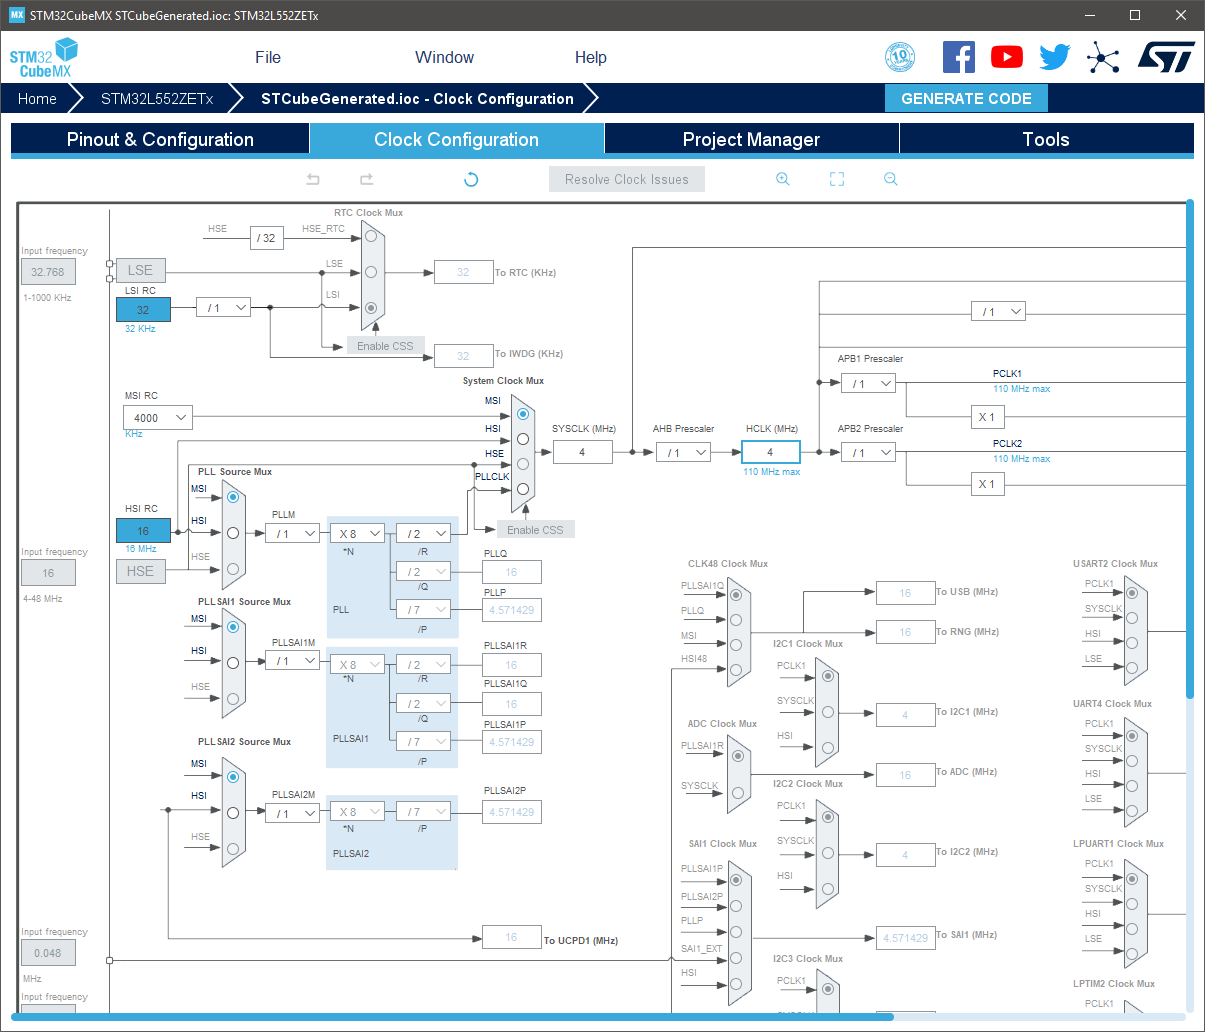 MX STM32CubeMX STCubeGenerated.ioc: STM32L552ZETx
STM32
CubeMX
File
Window
Help
10
YEARS
ST
Home
STM32L552ZETx
STCubeGenerated.ioc - Clock Configuration
GENERATE CODE
Pinout & Configuration
Clock Configuration
Project Manager
Tools
Resolve Clock Issues
RTC Clock Mux
HSE
/ 32
HSE_RTC
Input frequency
32.768
1-1000 KHz
LSE
LSE
32
To RTC (KHz)
LSI RC
32
32 KHz
/ 1
LSI
Enable CSS
32
To IWDG (KHz)
/ 1
System Clock Mux
MSI RC
4000
KHz
MSI
HSI
HSE
PLLCLK
SYSCLK (MHz)
4
AHB Prescaler
/ 1
HCLK (MHz)
4
110 MHz max
APB1 Prescaler
/ 1
PCLK1
110 MHz max
X 1
APB2 Prescaler
/ 1
PCLK2
110 MHz max
X 1
Enable CSS
PLL Source Mux
MSI
HSI
HSE
HSI RC
16
16 MHz
Input frequency
16
4-48 MHz
HSE
PLLM
/ 1
X 8
*N
/ 2
/R
/ 2
/Q
/ 7
/P
PLL
PLLQ
16
PLLP
4.571429
PLLSAI1 Source Mux
MSI
HSI
HSE
PLLSAI1M
/ 1
X 8
*N
/ 2
/R
/ 2
/Q
/ 7
/P
PLLSAI1
PLLSAI1R
16
PLLSAI1Q
16
PLLSAI1P
4.571429
PLLSAI2 Source Mux
MSI
HSI
HSE
PLLSAI2M
/ 1
X 8
*N
/ 7
/P
PLLSAI2
PLLSAI2P
4.571429
16
To UCPD1 (MHz)
Input frequency
0.048
MHz
Input frequency
CLK48 Clock Mux
PLLSAI1Q
PLLQ
MSI
HSI48
16
To USB (MHz)
16
To RNG (MHz)
ADC Clock Mux
PLLSAI1R
SYSCLK
16
To ADC (MHz)
SAI1 Clock Mux
PLLSAI1P
PLLSAI2P
PLLP
SAI1_EXT
HSI
4.571429
To SAI1 (MHz)
I2C1 Clock Mux
PCLK1
SYSCLK
HSI
4
To I2C1 (MHz)
I2C2 Clock Mux
PCLK1
SYSCLK
HSI
4
To I2C2 (MHz)
I2C3 Clock Mux
PCLK1
USART2 Clock Mux
PCLK1
SYSCLK
HSI
LSE
UART4 Clock Mux
PCLK1
SYSCLK
HSI
LSE
LPUART1 Clock Mux
PCLK1
SYSCLK
HSI
LSE
LPTIM2 Clock Mux
PCLK1